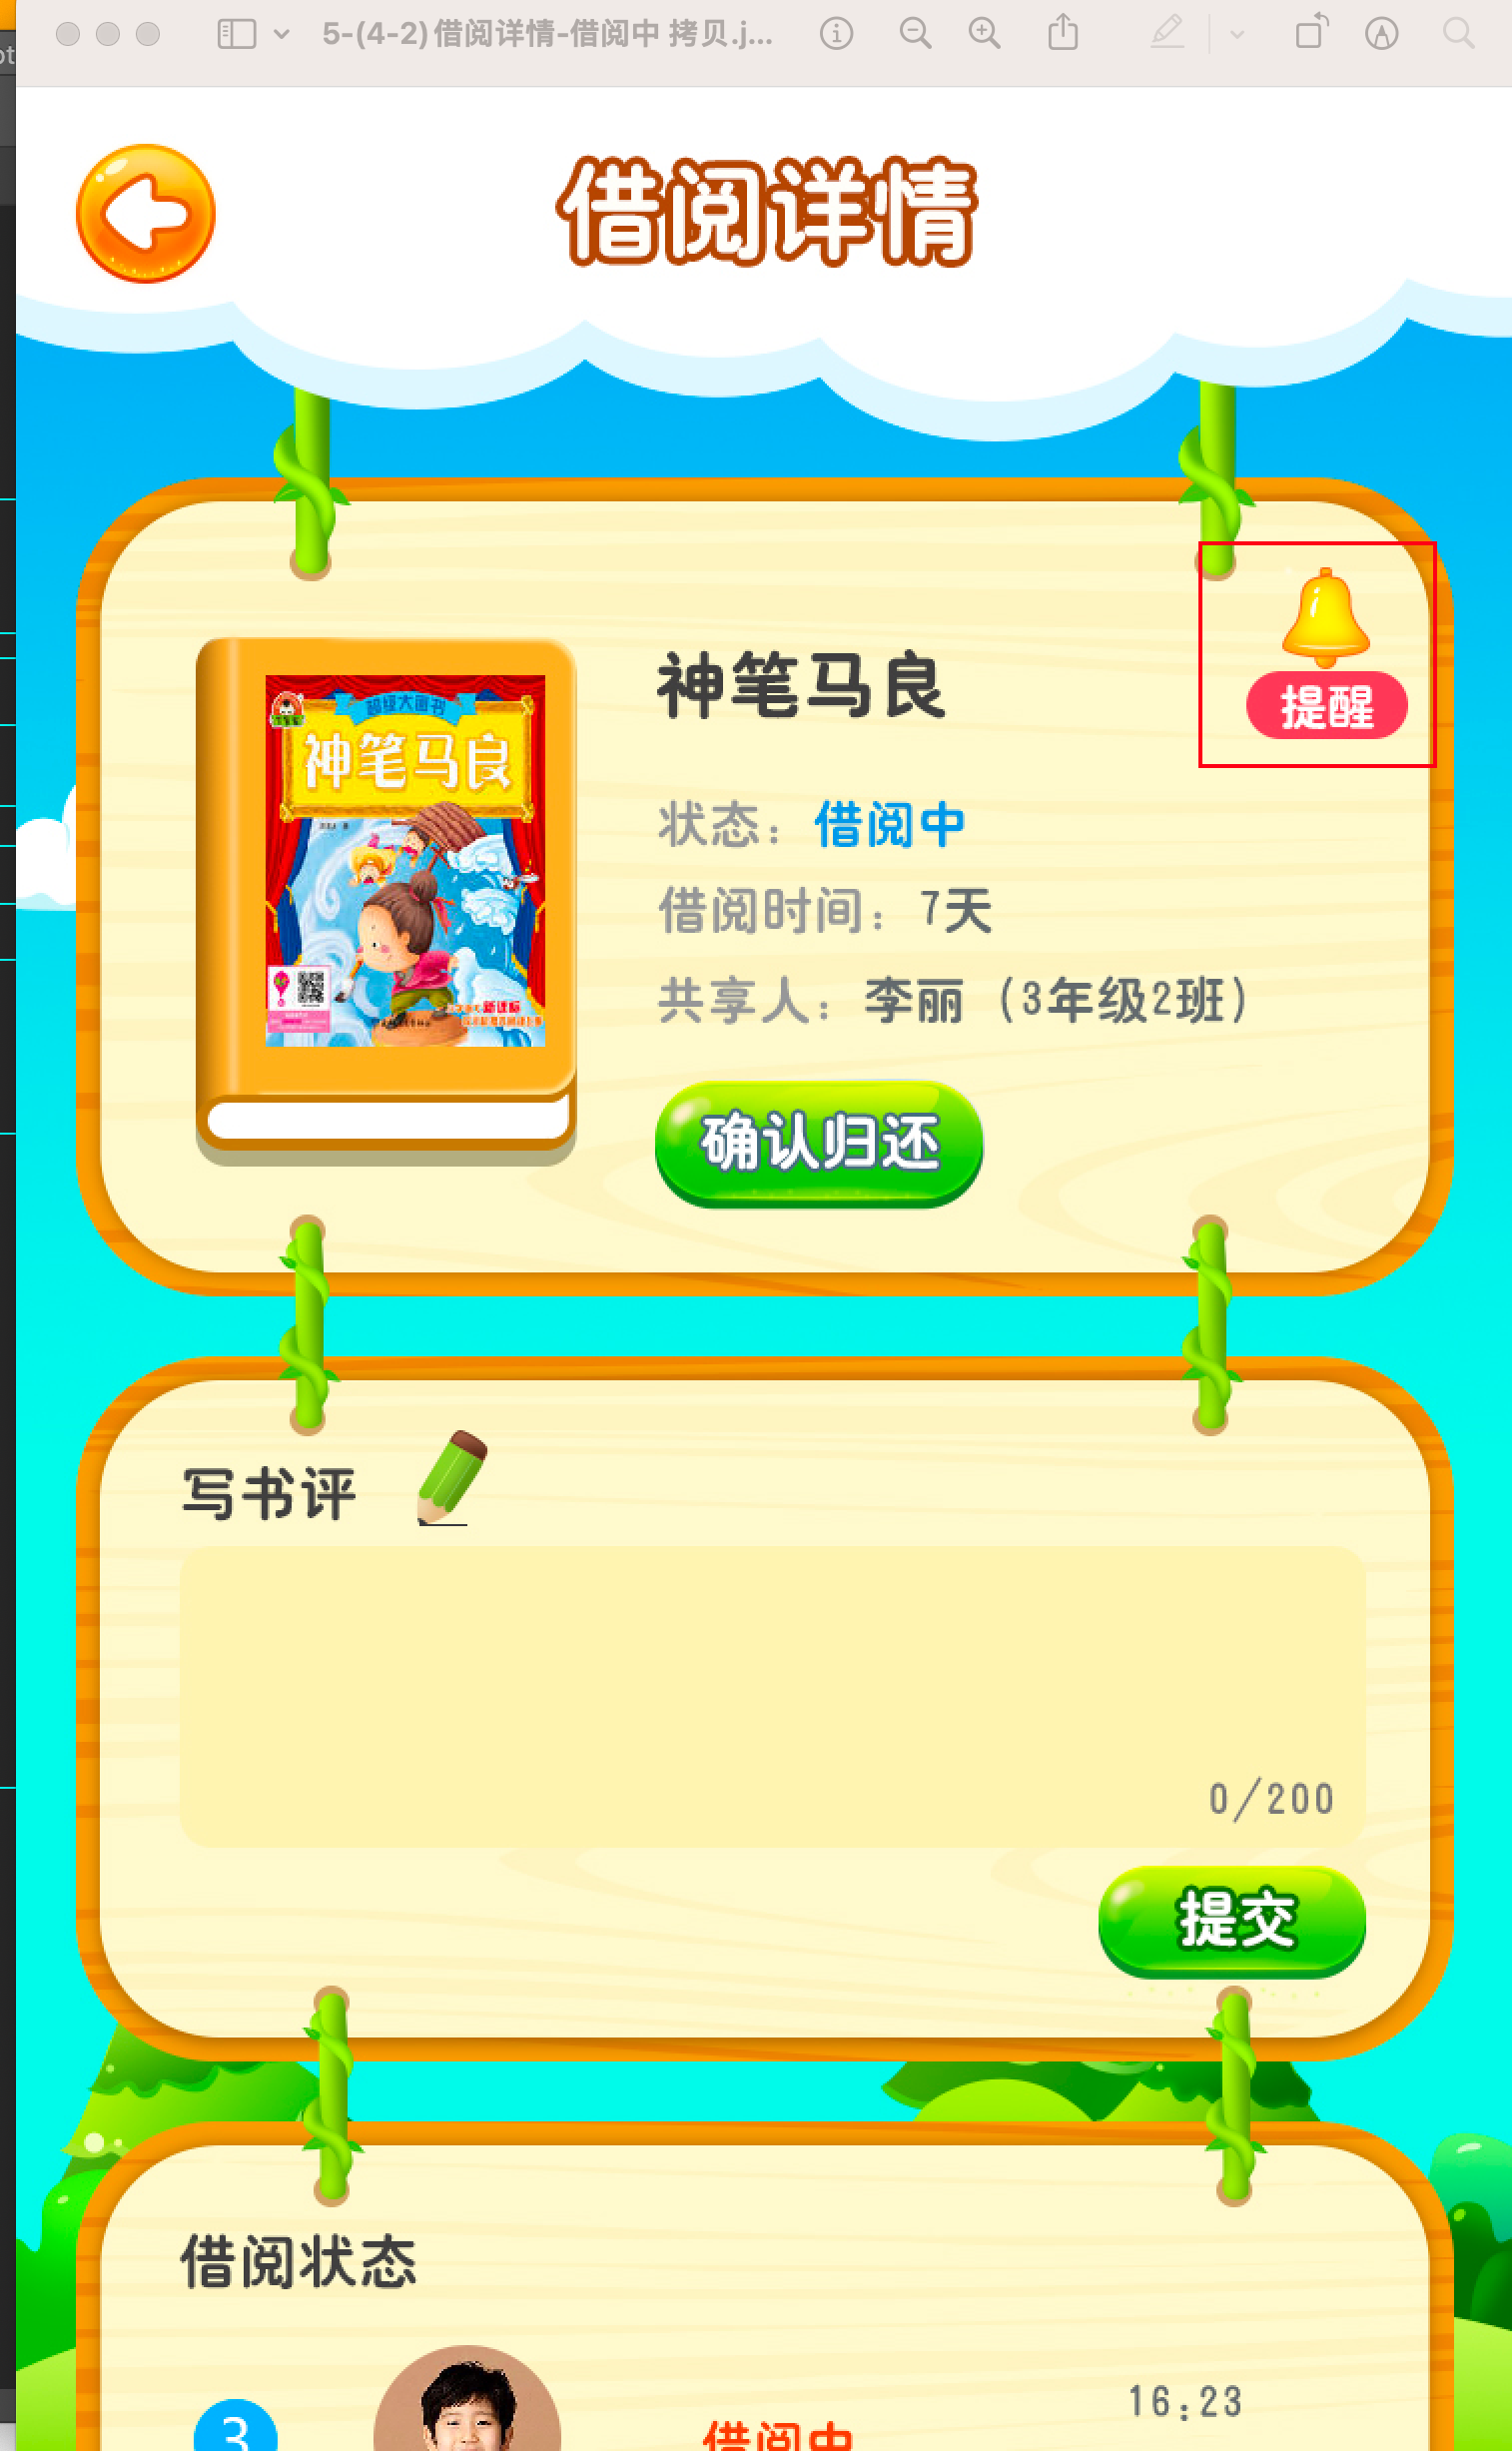 5-(4-2)借阅详情-借阅中 拷贝.j...
借阅详情
提醒
超级大画书
神笔马良
新课标
神笔马良
状态：借阅中
借阅时间：7天
共享人：李丽（3年级2班）
确认归还
写书评
0/200
提交
借阅状态
16:23
3
借阅中